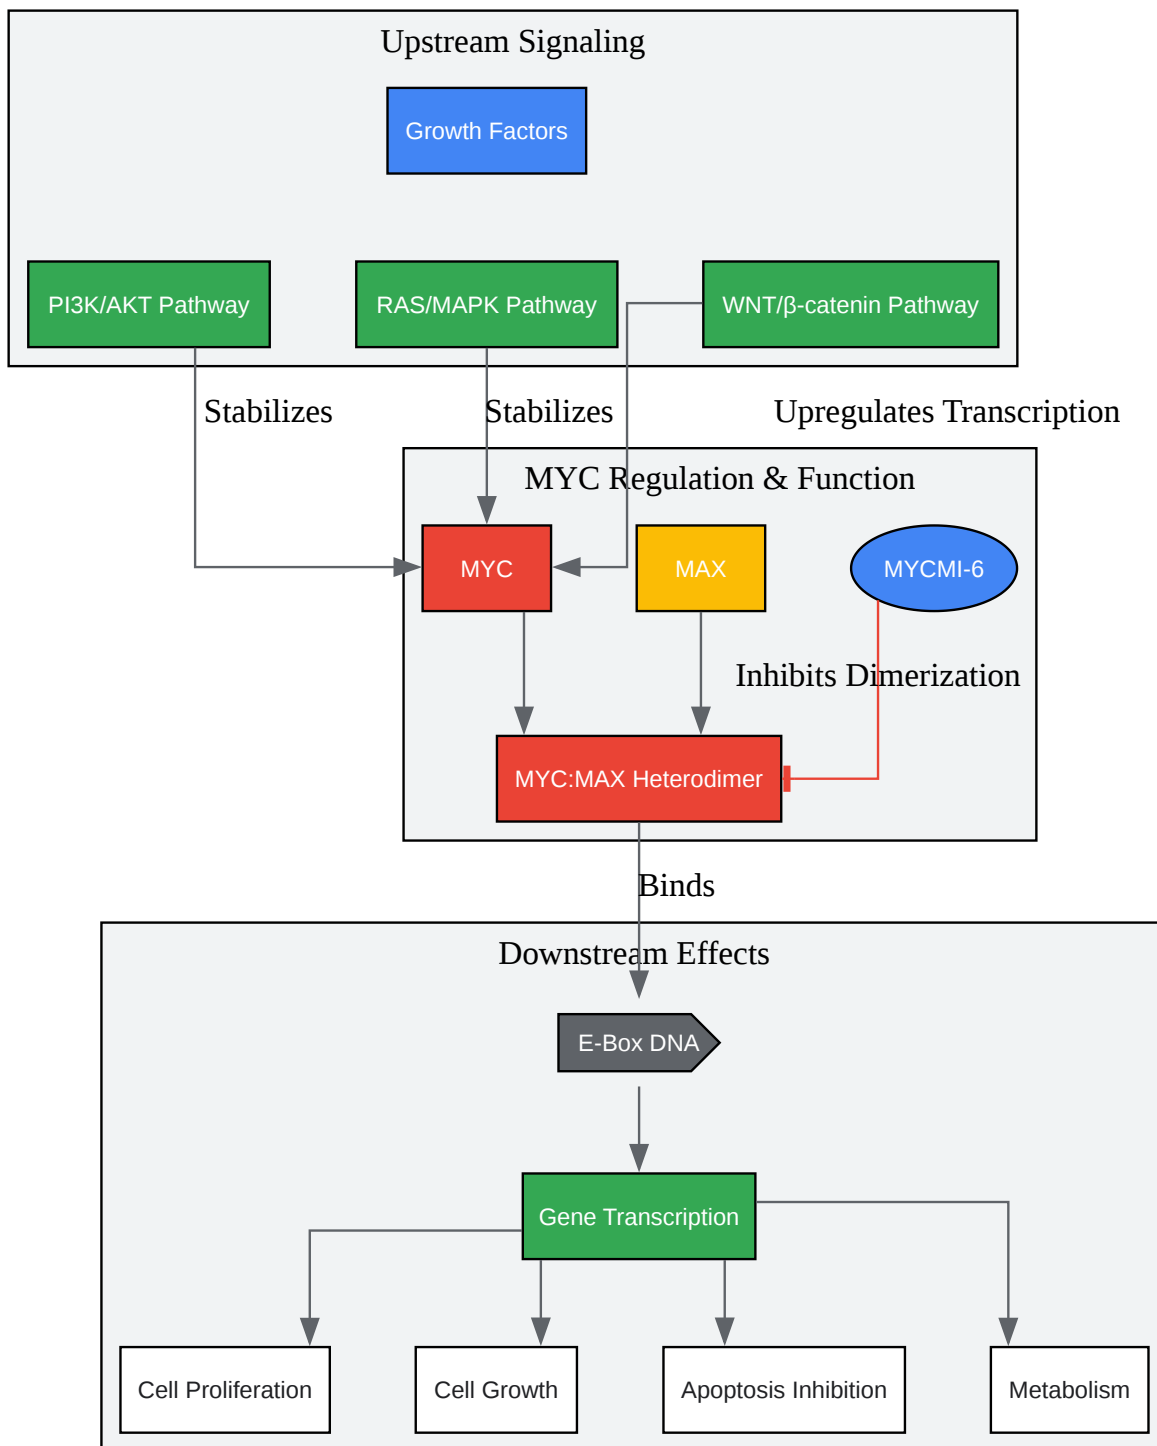 Upstream Signaling
Growth Factors
PI3K/AKT Pathway
RAS/MAPK Pathway
WNT/β-catenin Pathway
Stabilizes
Stabilizes
Upregulates Transcription
MYC Regulation & Function
MYC
MAX
MYCMI-6
Inhibits Dimerization
MYC:MAX Heterodimer
Binds
Downstream Effects
E-Box DNA
Gene Transcription
Cell Proliferation
Cell Growth
Apoptosis Inhibition
Metabolism